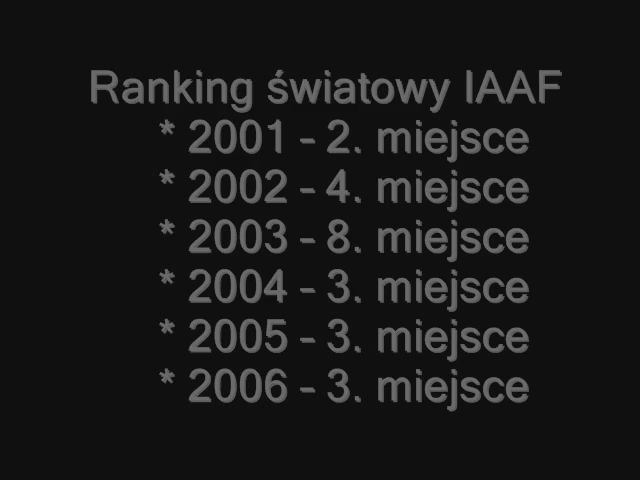 Ranking światowy IAAF
* 2001 - 2. miejsce
* 2002 - 4. miejsce
* 2003 - 8. miejsce
* 2004 - 3. miejsce
* 2005 - 3. miejsce
* 2006 - 3. miejsce